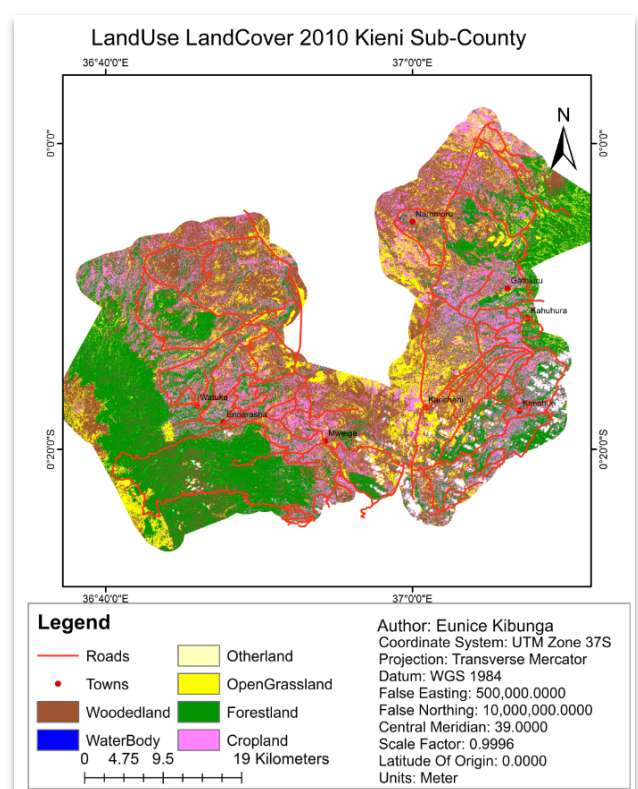 LandUse LandCover 2010 Kieni Sub-County
36°40'0"E 37°0'0"E
N
0°0'0"
0°0'0"
Naromoru
Gathiuru
Kahuhura
Watuka
Endarasha
Karicheni
Mweiga
0°20'0"S
0°20'0"S
36°40'0"E 37°0'0"E
Legend
Roads
Towns
Woodedland
WaterBody
Otherland
OpenGrassland
Forestland
Cropland
0 4.75 9.5 19 Kilometers
Author: Eunice Kibunga
Coordinate System: UTM Zone 37S
Projection: Transverse Mercator
Datum: WGS 1984
False Easting: 500,000.0000
False Northing: 10,000,000.0000
Central Meridian: 39.0000
Scale Factor: 0.9996
Latitude Of Origin: 0.0000
Units: Meter